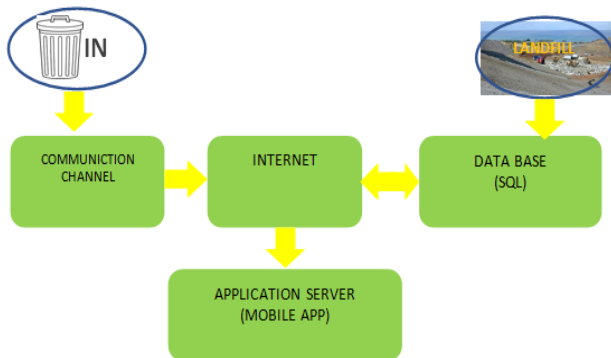 IN
LANDFILL
COMMUNICTION
CHANNEL
INTERNET
DATA BASE
(SQL)
APPLICATION SERVER
(MOBILE APP)